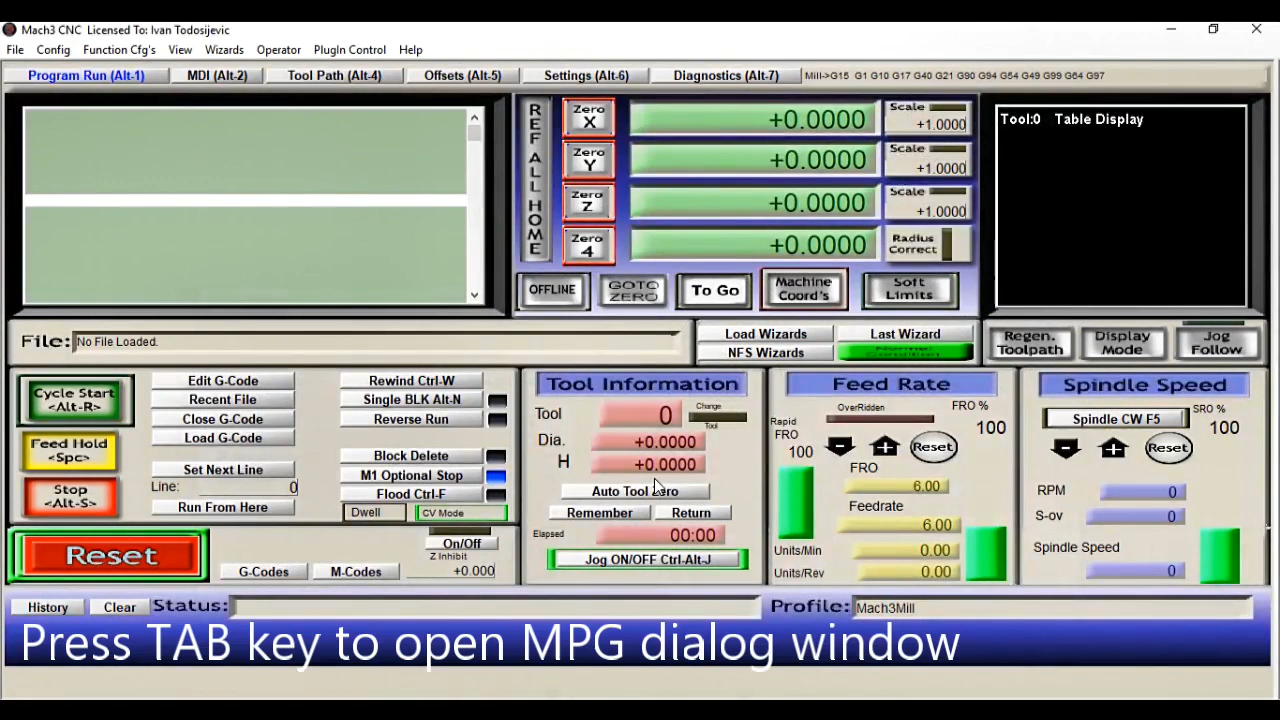 Mach3 CNC Licensed To: Ivan Todosijevic
File Config Function Cfg's View Wizards Operator PlugIn Control Help
Program Run (Alt-1) MDI (Alt-2) Tool Path (Alt-4) Offsets (Alt-5) Settings (Alt-6) Diagnostics (Alt-7) Mill->G15 G1 G10 G17 G40 G21 G90 G94 G54 G49 G99 G64 G97
REF ALL HOME
Zero X +0.0000 Scale +1.0000
Zero Y +0.0000 Scale +1.0000
Zero Z +0.0000 Scale +1.0000
Zero 4 +0.0000 Radius Correct
OFFLINE GOTO ZERO To Go Machine Coord's Soft Limits
Tool:0 Table Display
File: No File Loaded.
Load Wizards Last Wizard
NFS Wizards
Regen. Toolpath Display Mode Jog Follow
Cycle Start <Alt-R>
Feed Hold <Spc>
Stop <Alt-S>
Reset
Edit G-Code
Recent File
Close G-Code
Load G-Code
Set Next Line
Line: 0
Run From Here
Rewind Ctrl-W
Single BLK Alt-N
Reverse Run
Block Delete
M1 Optional Stop
Flood Ctrl-F
Dwell CV Mode
G-Codes M-Codes
On/Off
Z Inhibit
+0.000
Tool Information
Tool 0 Change Tool
Dia. +0.0000
H +0.0000
Auto Tool Zero
Remember Return
Elapsed 00:00
Jog ON/OFF Ctrl-Alt-J
Feed Rate
OverRidden FRO % 100
Rapid FRO 100
Reset
FRO
6.00
Feedrate
6.00
Units/Min 0.00
Units/Rev 0.00
Spindle Speed
Spindle CW F5 SRO % 100
Reset
RPM 0
S-ov 0
Spindle Speed 0
History Clear Status: Profile: Mach3Mill
Press TAB key to open MPG dialog window